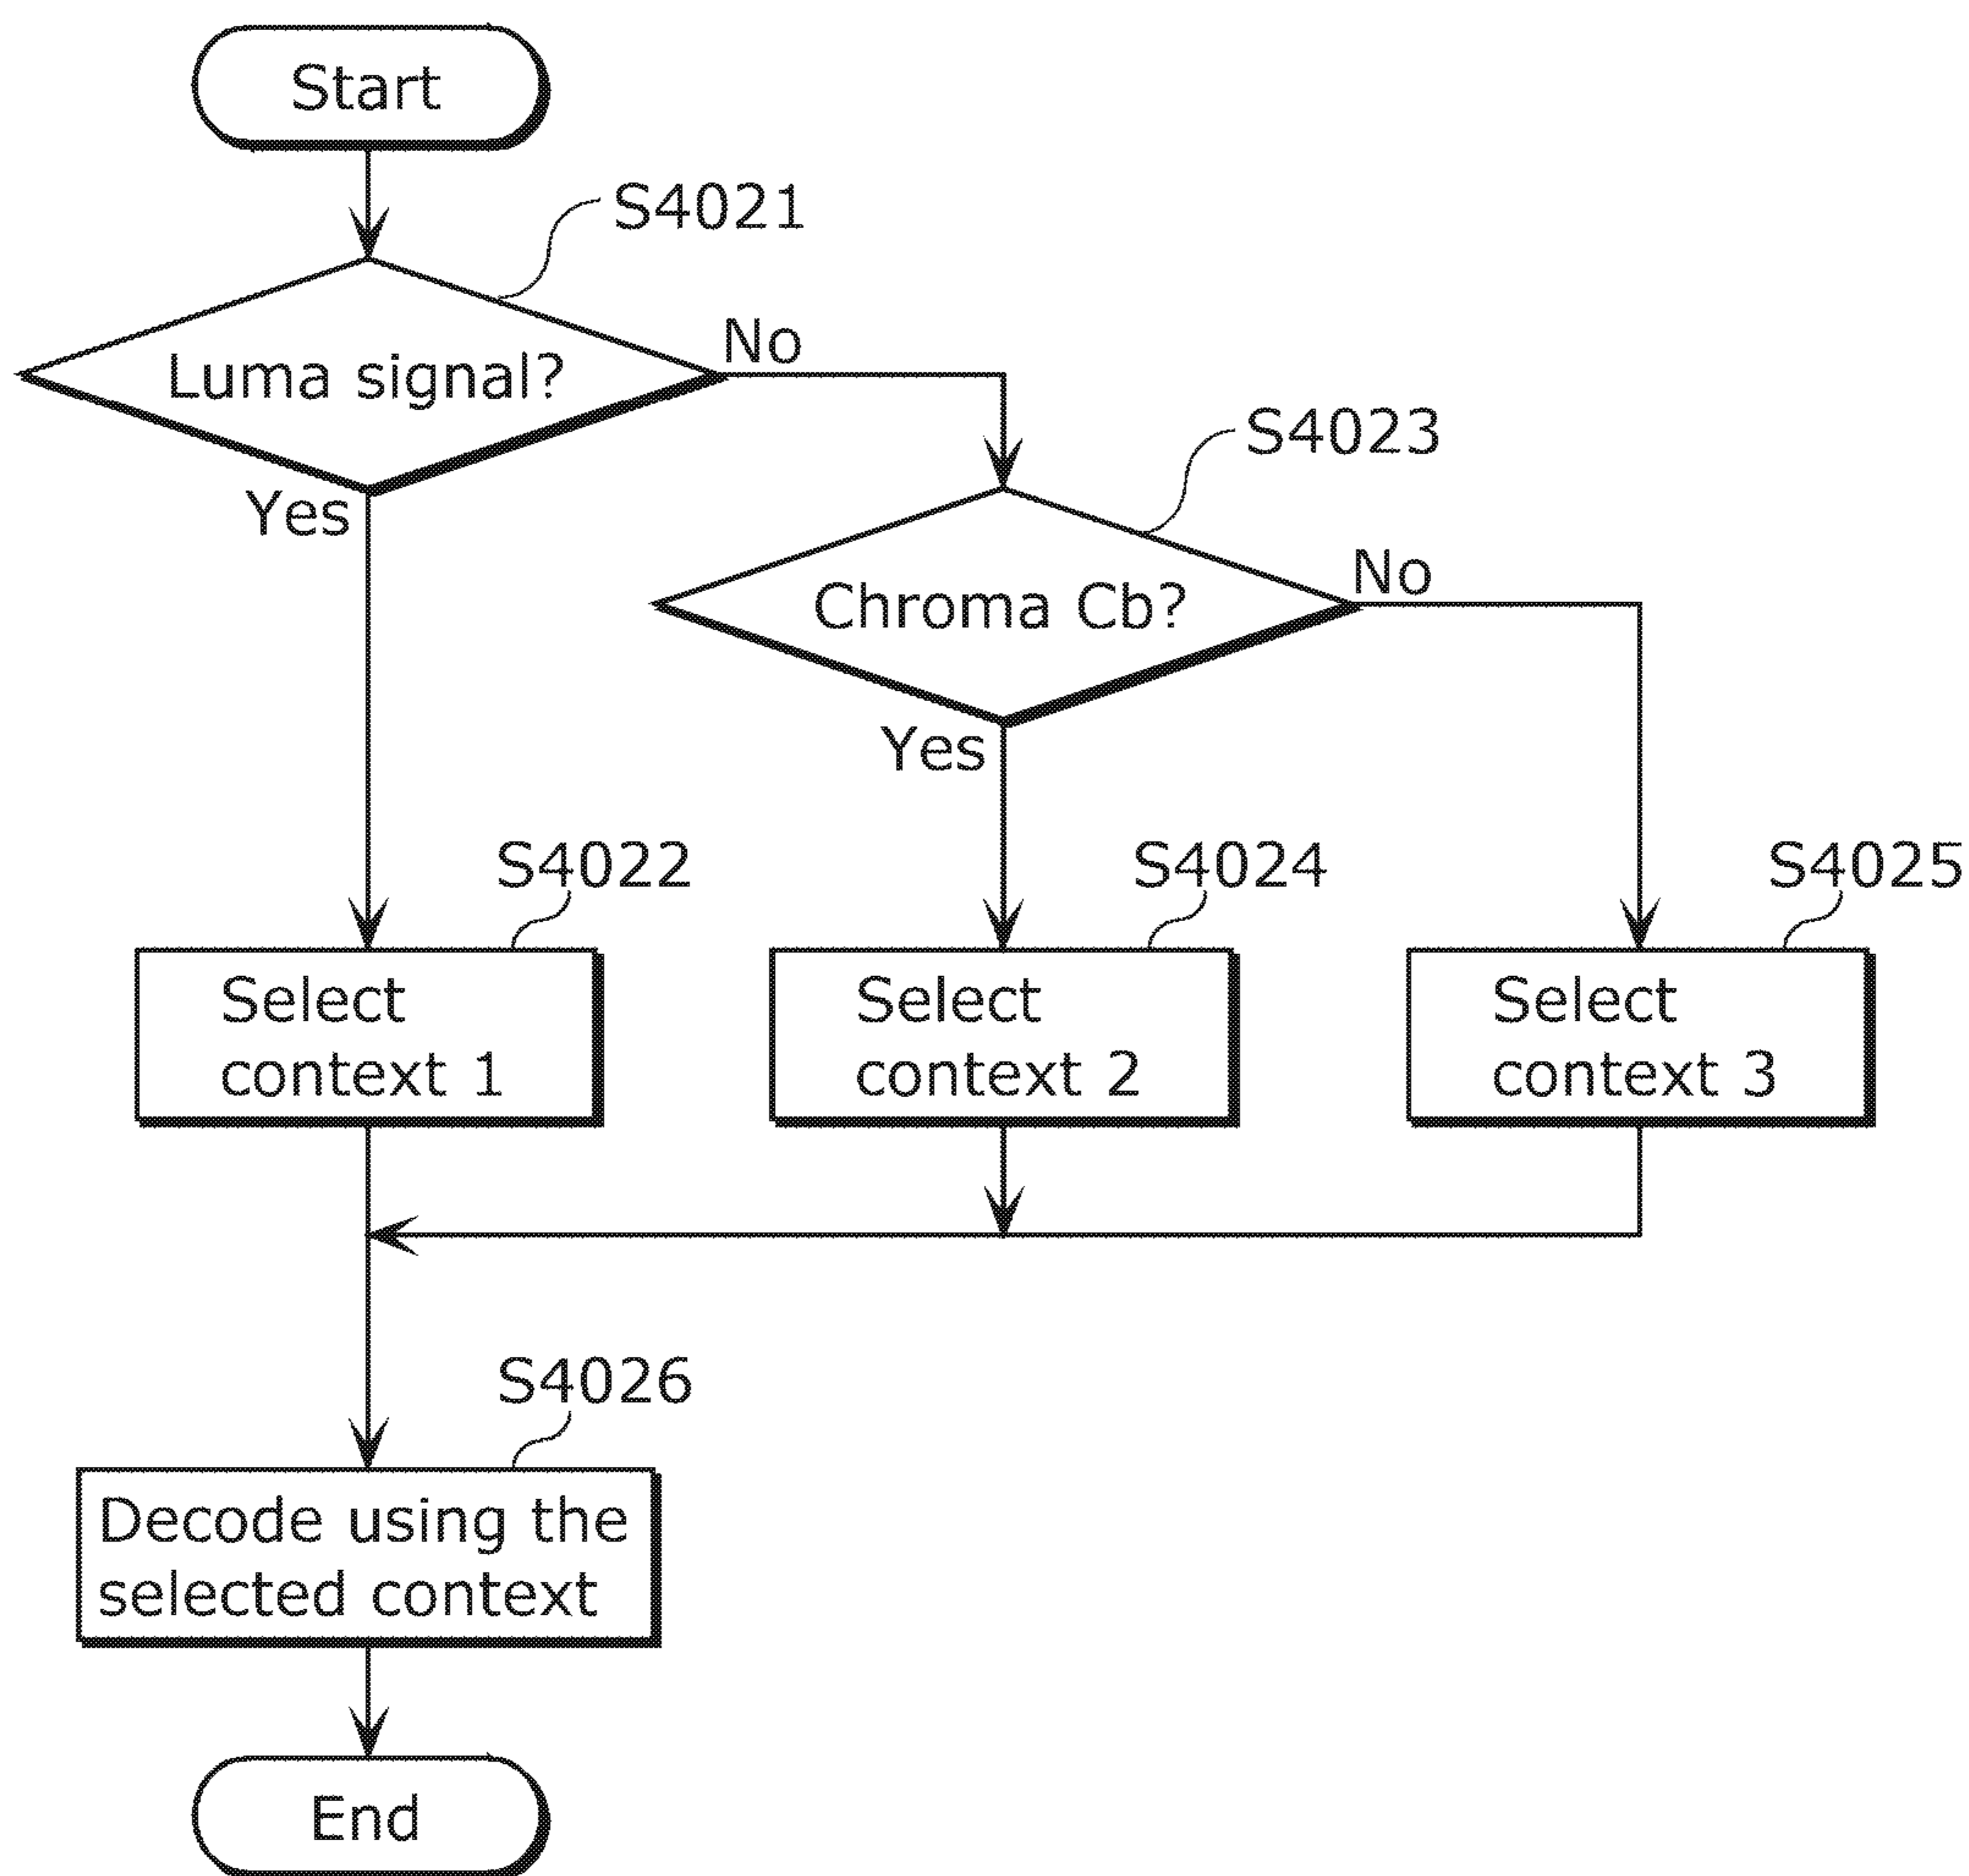 Start
S4021
Luma signal?
No
Yes
S4023
Chroma Cb?
No
Yes
S4022
Select
context 1
S4024
Select
context 2
S4025
Select
context 3
S4026
Decode using the
selected context
End